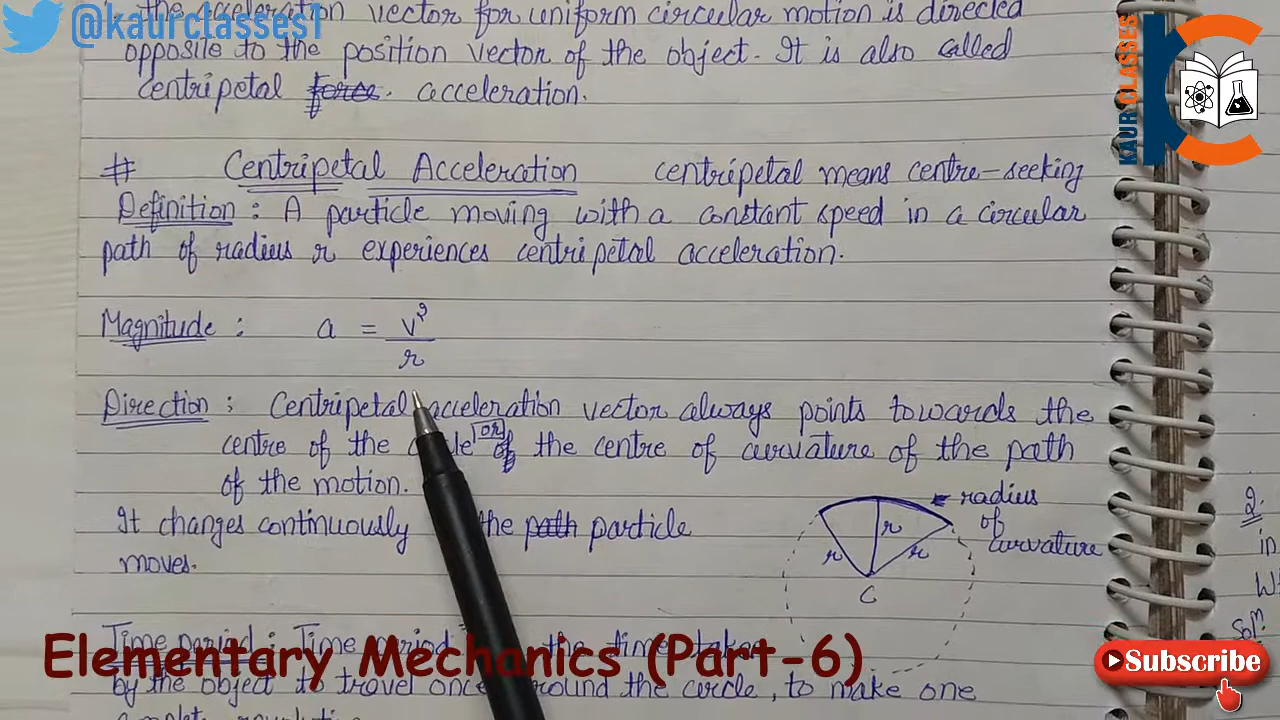 @kaurclasses1
the acceleration vector for uniform circular motion is directed
opposite to the position vector of the object. It is also called
centripetal force. acceleration.
KAUR CLASSES
# Centripetal Acceleration centripetal means centre-seeking
Definition : A particle moving with a constant speed in a circular
path of radius r experiences centripetal acceleration.
Magnitude : a = v²/r
Direction : Centripetal acceleration vector always points towards the
centre of the or the centre of curvature of the path
of the motion.
It changes continuously the path particle
moves.
radius
of
curvature
r
r
r
C
2.
in
Soln
Time period : Time period the time taken
Elementary Mechanics (Part-6)
by the object to travel once around the circle, to make one
Subscribe